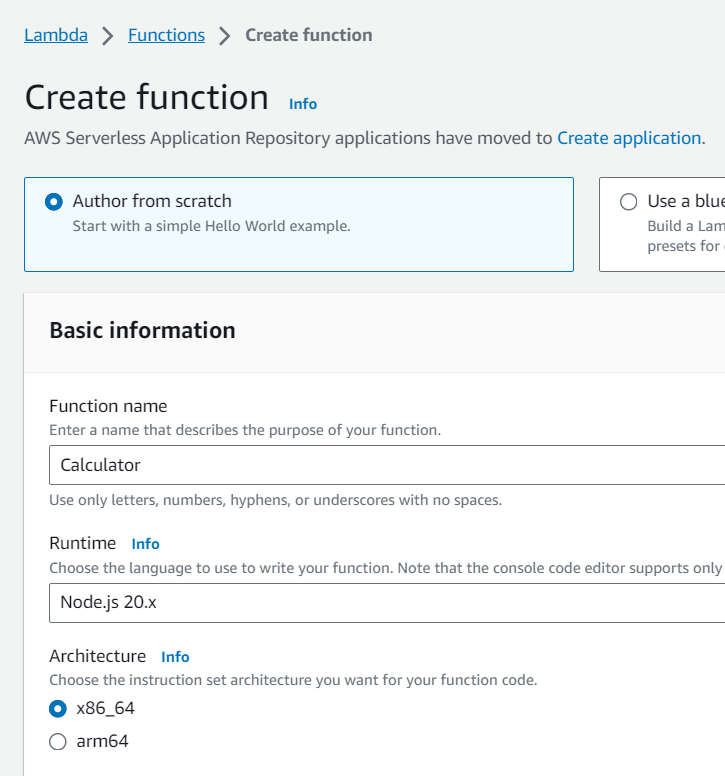 Lambda > Functions > Create function
Create function Info
AWS Serverless Application Repository applications have moved to Create application.
Author from scratch
Start with a simple Hello World example.
Use a blue
Build a Lam
presets for
Basic information
Function name
Enter a name that describes the purpose of your function.
Calculator
Use only letters, numbers, hyphens, or underscores with no spaces.
Runtime Info
Choose the language to use to write your function. Note that the console code editor supports only
Node.js 20.x
Architecture Info
Choose the instruction set architecture you want for your function code.
x86_64
arm64